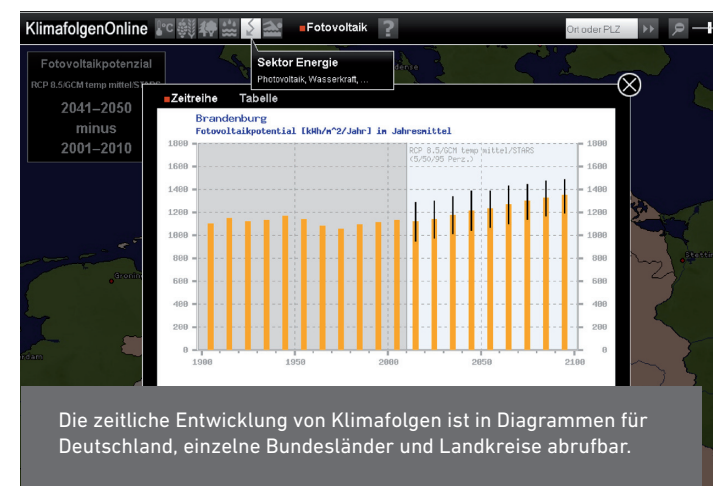 KlimafolgenOnline
°C
Fotovoltaik
?
Ort oder PLZ
Fotovoltaikpotenzial
RCP 8.5/GCM temp mittel/STARS
2041–2050
minus
2001–2010
Sektor Energie
Photovoltaik, Wasserkraft, ...
Zeitreihe Tabelle
Brandenburg
Fotovoltaikpotential [kWh/m^2/Jahr] im Jahresmittel
RCP 8.5/GCM temp mittel/STARS
(5/50/95 Perz.)
1800 1800
1600 1600
1400 1400
1200 1200
1000 1000
800 800
600 600
400 400
200 200
0 0
1900 1950 2000 2050 2100
Die zeitliche Entwicklung von Klimafolgen ist in Diagrammen für
Deutschland, einzelne Bundesländer und Landkreise abrufbar.